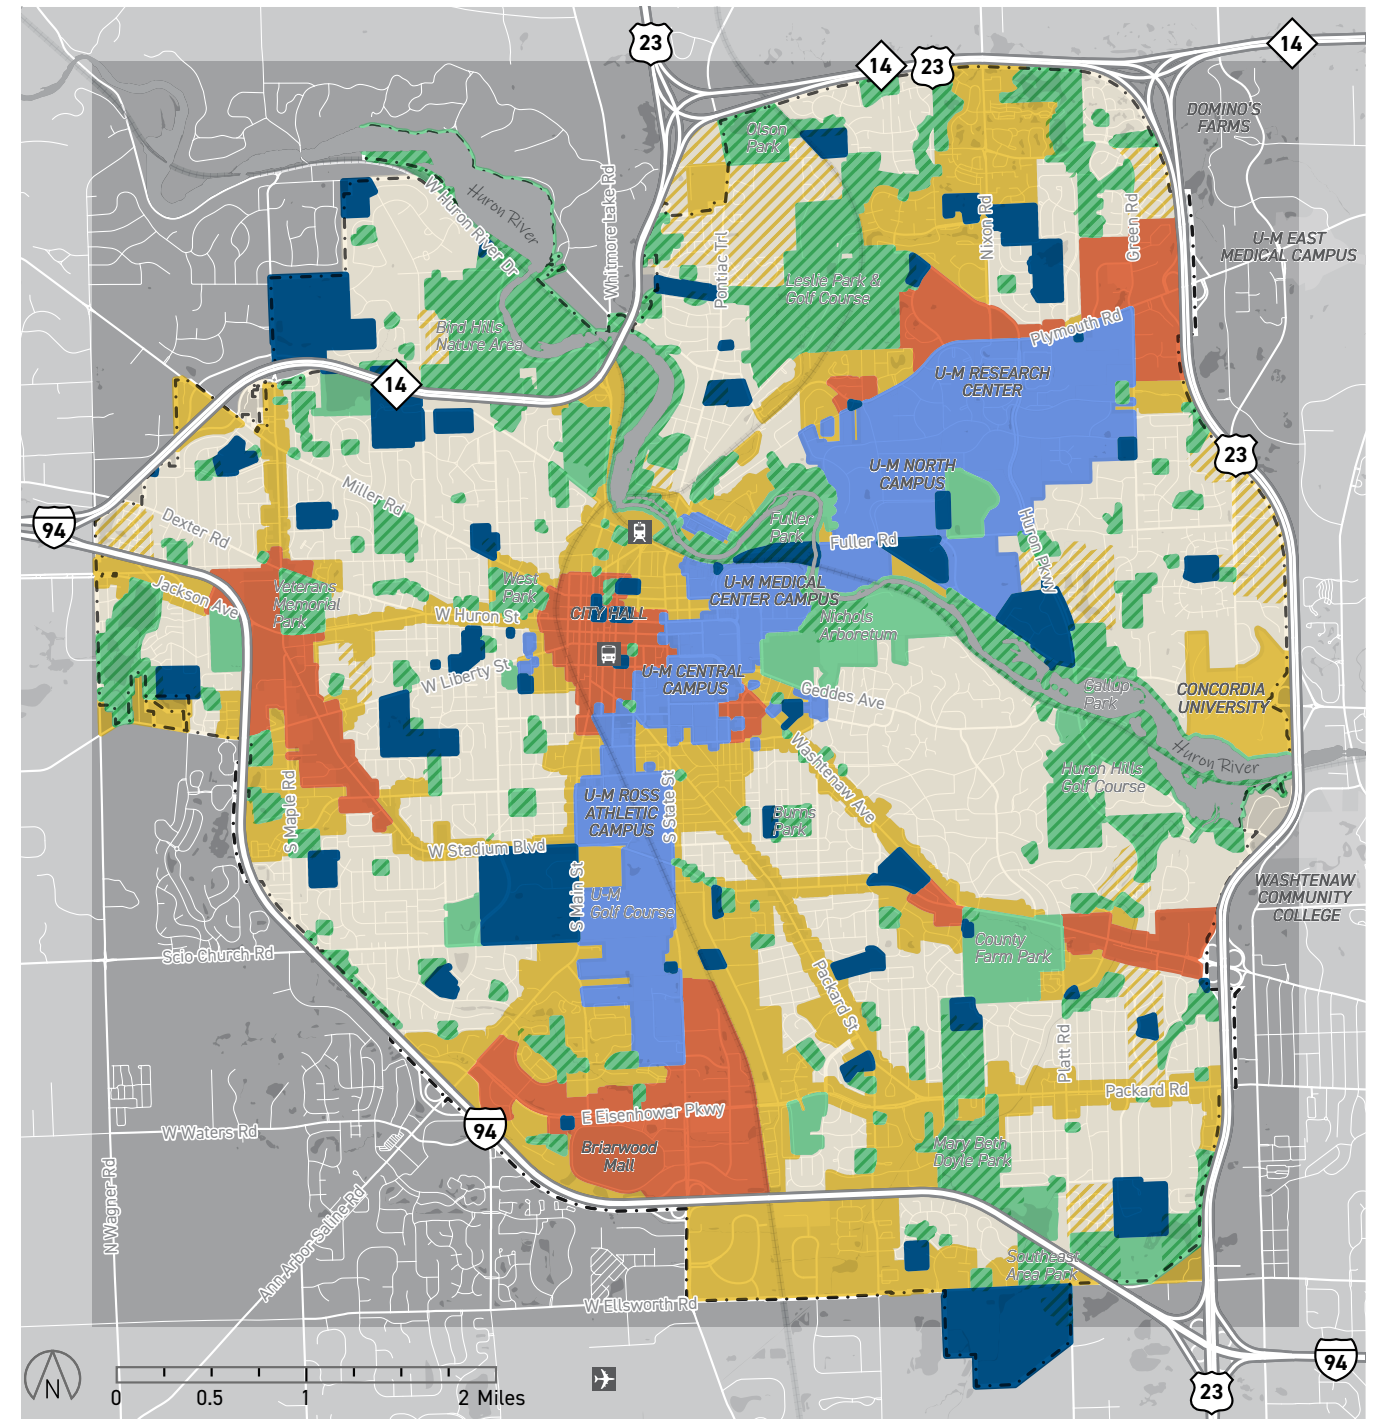 23
14
23
14
DOMINO'S
FARMS
Olson
Park
W Huron River Dr
Huron River
Whitmore Lake Rd
Pontiac Trl
Nixon Rd
Green Rd
U-M EAST
MEDICAL CAMPUS
Leslie Park &
Golf Course
Bird Hills
Nature Area
Plymouth Rd
14
U-M RESEARCH
CENTER
23
U-M NORTH
CAMPUS
Miller Rd
Dexter Rd
94
Fuller
Park
Fuller Rd
Huron Pkwy
Jackson Ave
Veterans
Memorial
Park
West
Park
U-M MEDICAL
CENTER CAMPUS
W Huron St
CITY HALL
Nichols
Arboretum
W Liberty St
U-M CENTRAL
CAMPUS
Geddes Ave
Gallup
Park
CONCORDIA
UNIVERSITY
Washtenaw Ave
Huron River
Huron Hills
Golf Course
S Maple Rd
U-M ROSS
ATHLETIC
CAMPUS
S State St
Burns
Park
W Stadium Blvd
S Main St
U-M
Golf Course
WASHTENAW
COMMUNITY
COLLEGE
County
Farm Park
Scio Church Rd
Packard St
Platt Rd
Packard Rd
E Eisenhower Pkwy
94
W Waters Rd
Briarwood
Mall
Mary Beth
Doyle Park
N Wagner Rd
Ann Arbor-Saline Rd
Southeast
Area Park
W Ellsworth Rd
94
23
N
0 0.5 1 2 Miles